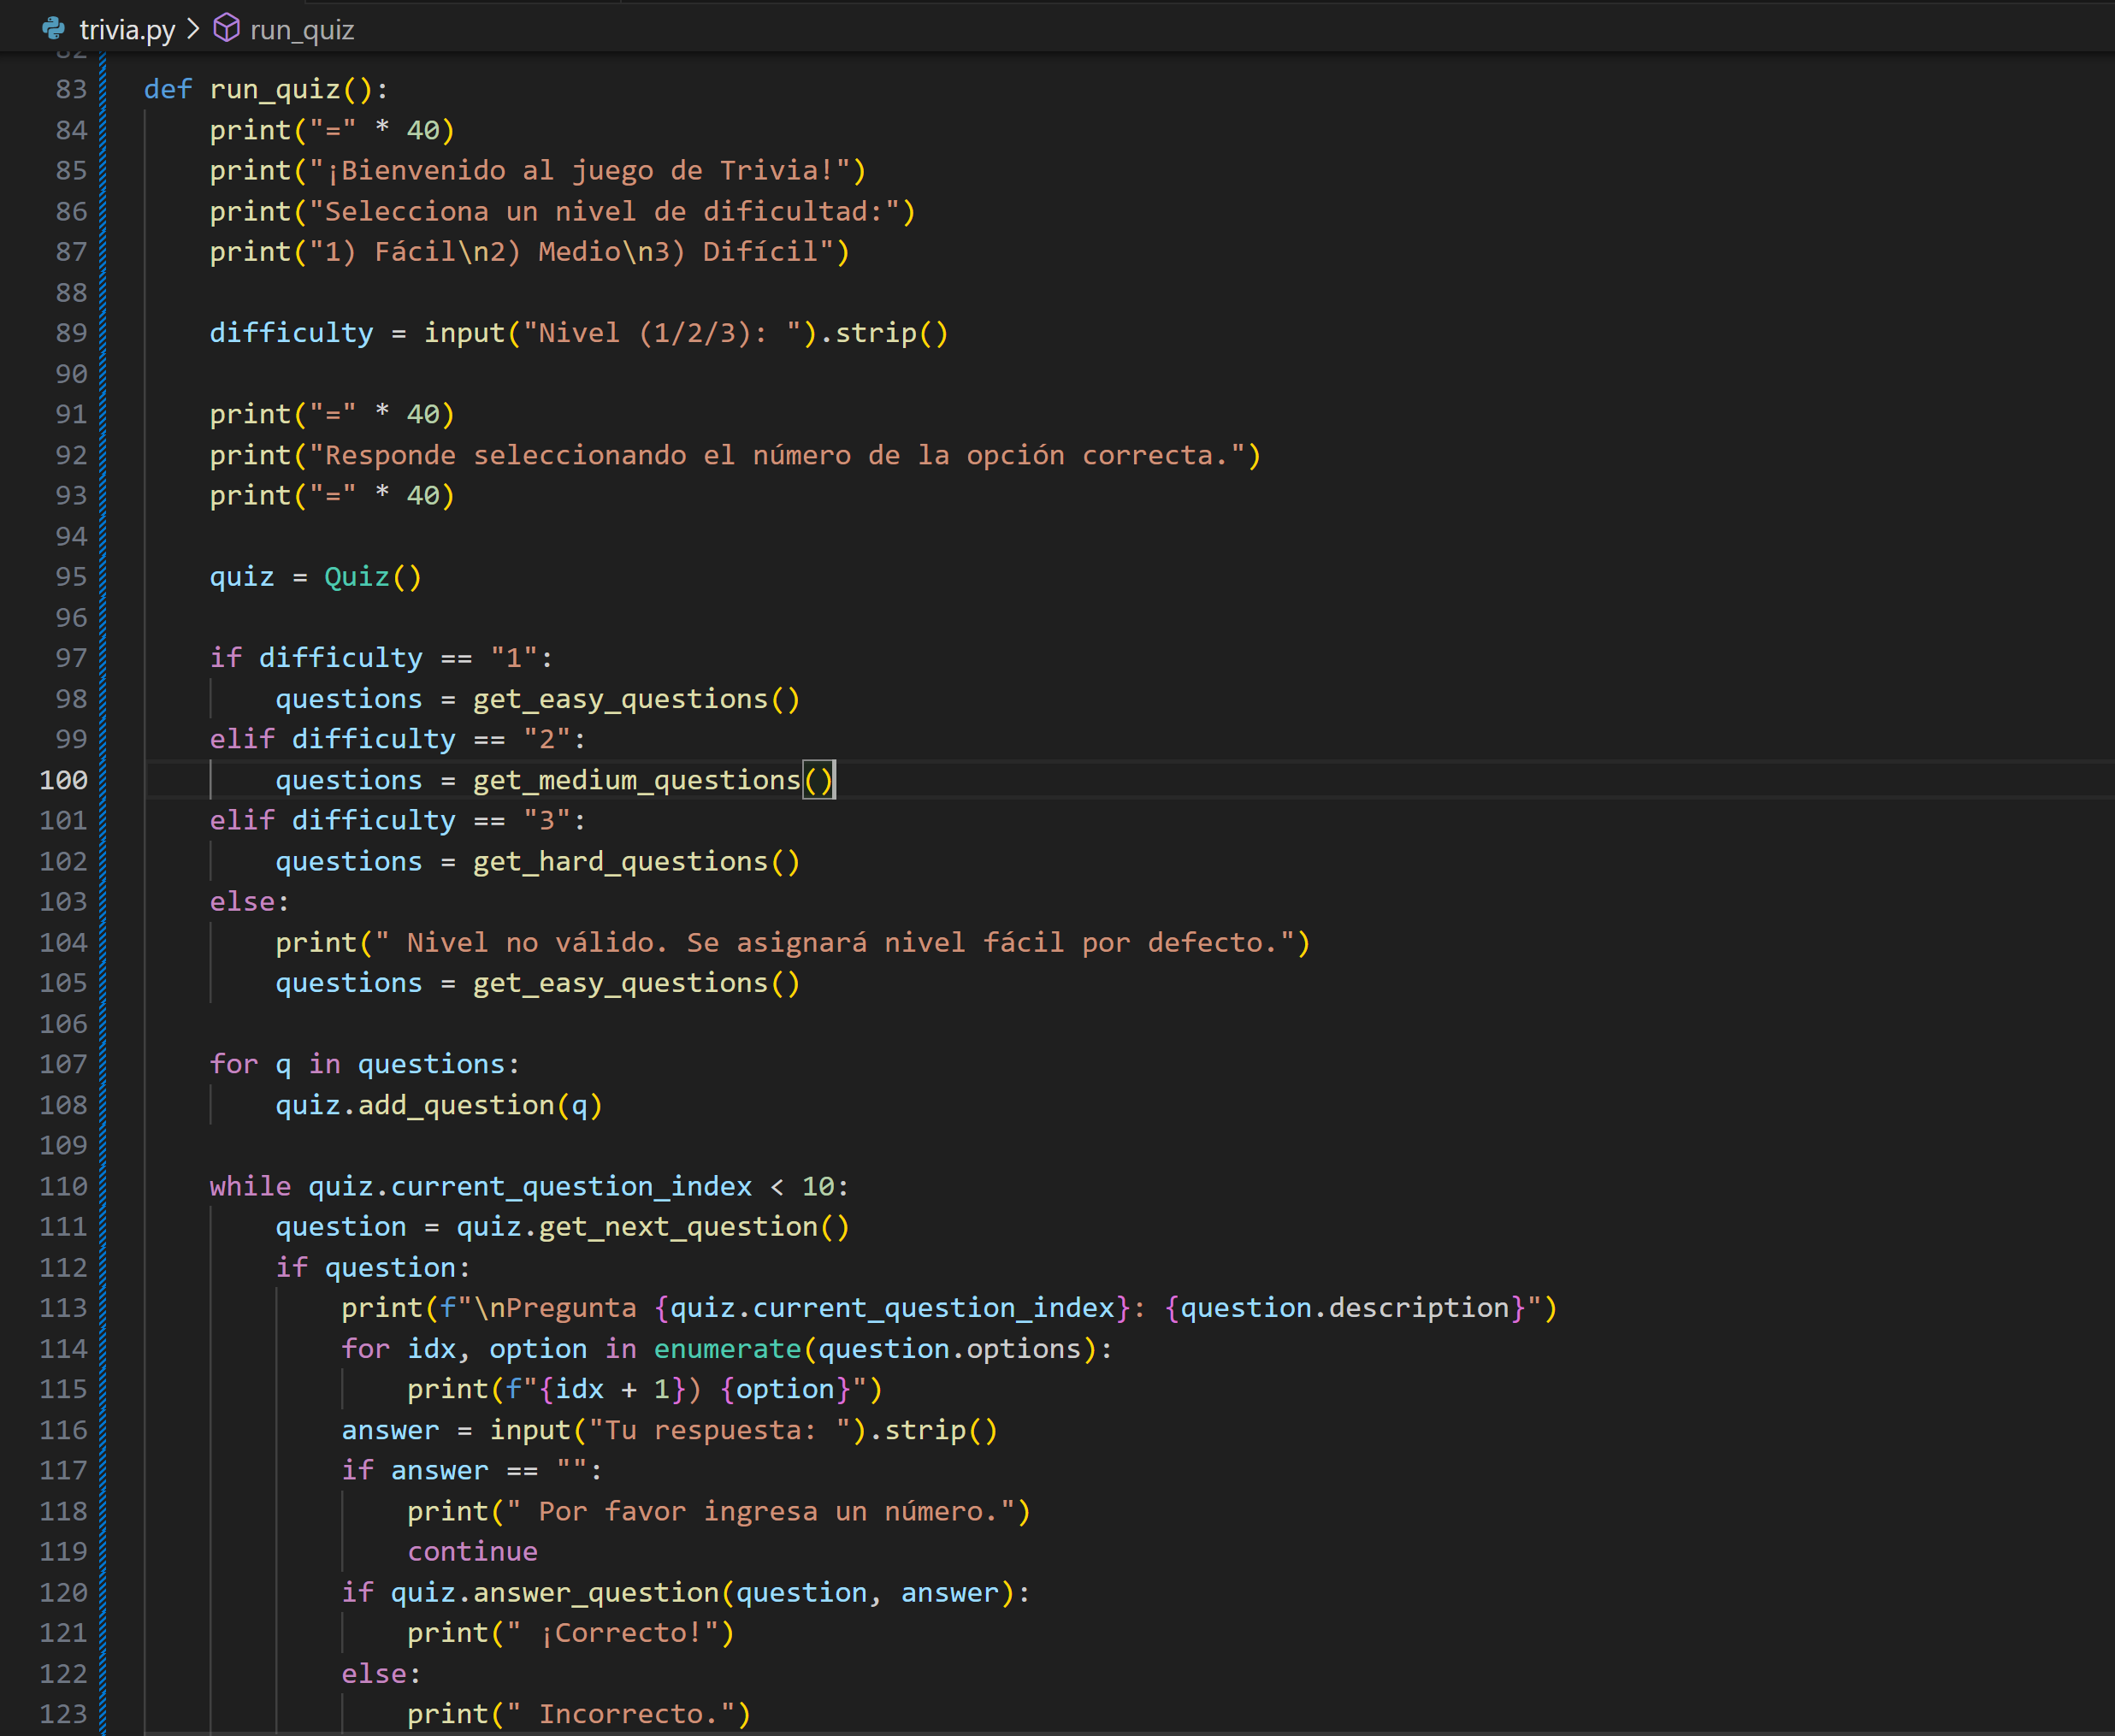 trivia.py > run_quiz
82
83 def run_quiz():
84     print("=" * 40)
85     print("¡Bienvenido al juego de Trivia!")
86     print("Selecciona un nivel de dificultad:")
87     print("1) Fácil\n2) Medio\n3) Difícil")
88
89     difficulty = input("Nivel (1/2/3): ").strip()
90
91     print("=" * 40)
92     print("Responde seleccionando el número de la opción correcta.")
93     print("=" * 40)
94
95     quiz = Quiz()
96
97     if difficulty == "1":
98         questions = get_easy_questions()
99     elif difficulty == "2":
100         questions = get_medium_questions()
101     elif difficulty == "3":
102         questions = get_hard_questions()
103     else:
104         print(" Nivel no válido. Se asignará nivel fácil por defecto.")
105         questions = get_easy_questions()
106
107     for q in questions:
108         quiz.add_question(q)
109
110     while quiz.current_question_index < 10:
111         question = quiz.get_next_question()
112         if question:
113             print(f"\nPregunta {quiz.current_question_index}: {question.description}")
114             for idx, option in enumerate(question.options):
115                 print(f"{idx + 1}) {option}")
116             answer = input("Tu respuesta: ").strip()
117             if answer == "":
118                 print(" Por favor ingresa un número.")
119                 continue
120             if quiz.answer_question(question, answer):
121                 print(" ¡Correcto!")
122             else:
123                 print(" Incorrecto.")